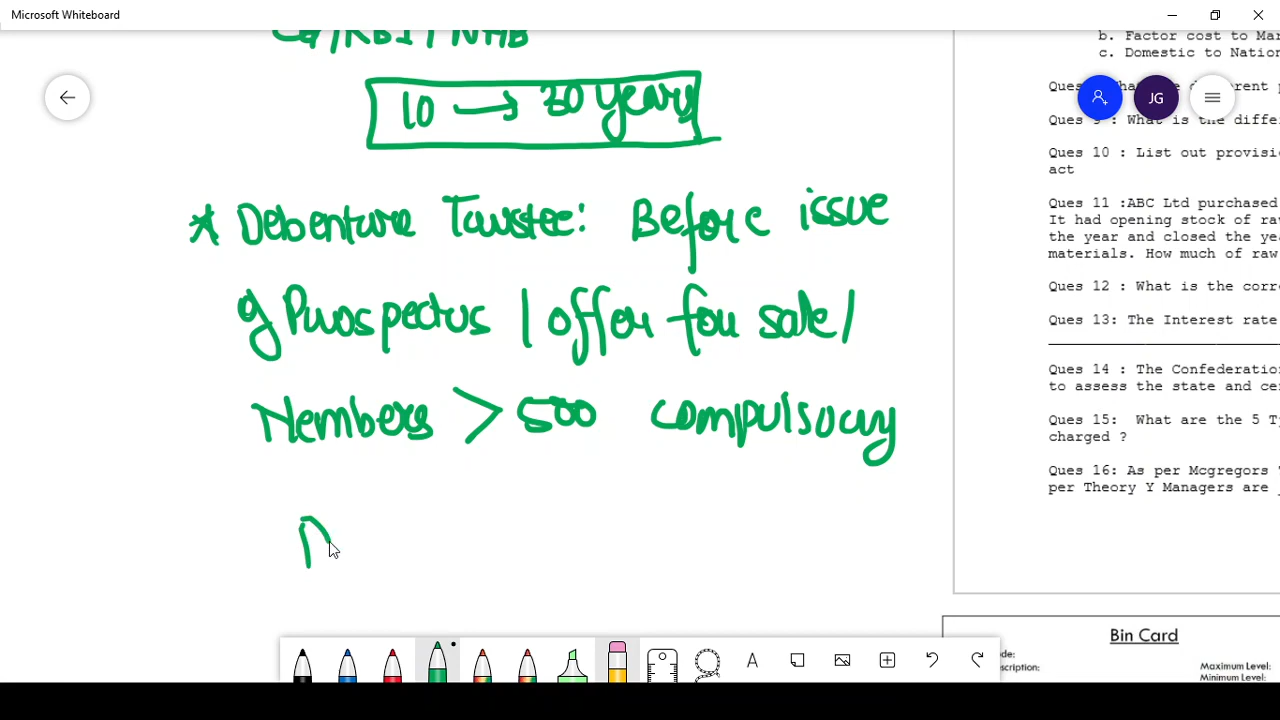 Microsoft Whiteboard
10 → 30 years
* Debenture Trustee: Before issue
of Prospectus / offer for sale /
Members > 500 compulsory
b. Factor cost to Mar
c. Domestic to Nation
JG
Ques 9 : What is the diffe
Ques 10 : List out provisi
act
Ques 11 :ABC Ltd purchased
It had opening stock of ra
the year and closed the ye
materials. How much of raw
Ques 12 : What is the corre
Ques 13: The Interest rate
Ques 14 : The Confederation
to assess the state and cen
Ques 15: What are the 5 Ty
charged ?
Ques 16: As per Mcgregors
per Theory Y Managers are _
Bin Card
Maximum Level:
Minimum Level:
A